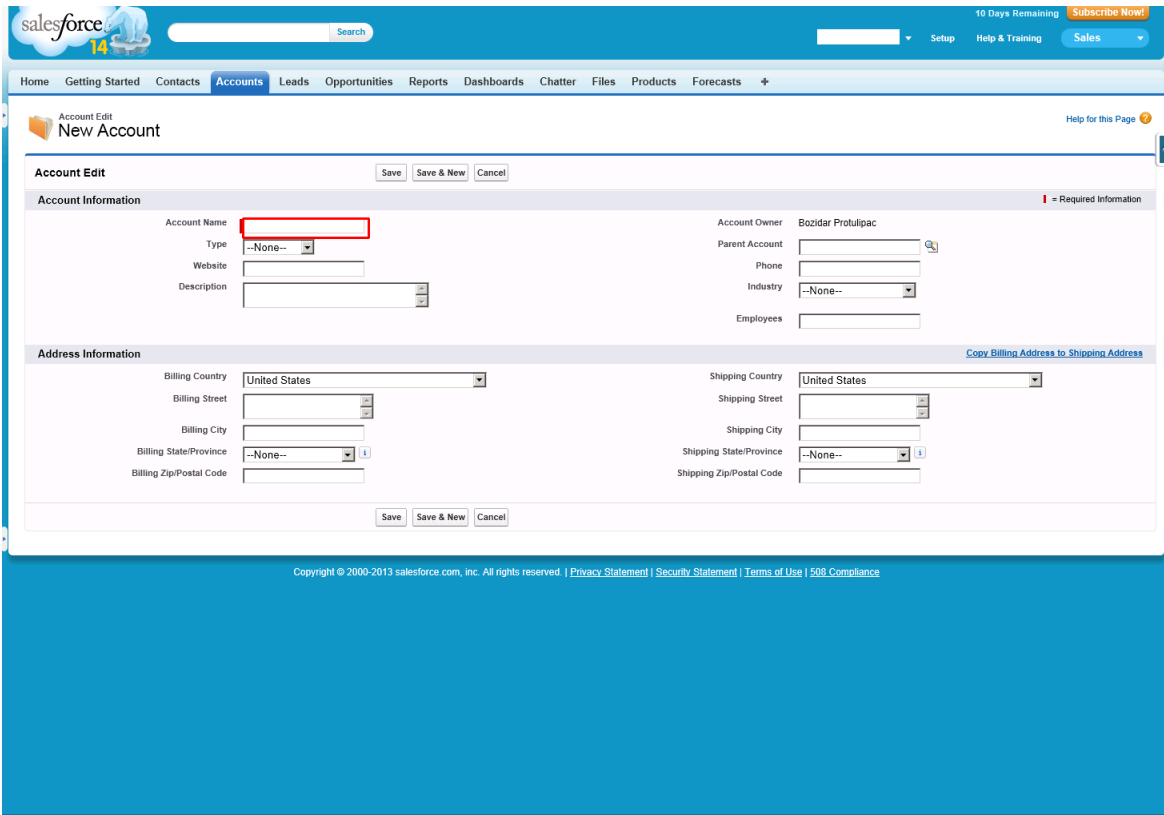 10 Days Remaining Subscribe Now!
salesforce
14
Search
Setup Help & Training Sales
Home Getting Started Contacts Accounts Leads Opportunities Reports Dashboards Chatter Files Products Forecasts +
Account Edit
New Account
Help for this Page ?
Account Edit Save Save & New Cancel
Account Information = Required Information
Account Name Account Owner Bozidar Protulipac
Type --None-- Parent Account
Website Phone
Description Industry --None--
Employees
Address Information Copy Billing Address to Shipping Address
Billing Country United States Shipping Country United States
Billing Street Shipping Street
Billing City Shipping City
Billing State/Province --None-- i Shipping State/Province --None-- i
Billing Zip/Postal Code Shipping Zip/Postal Code
Save Save & New Cancel
Copyright © 2000-2013 salesforce.com, inc. All rights reserved. | Privacy Statement | Security Statement | Terms of Use | 508 Compliance